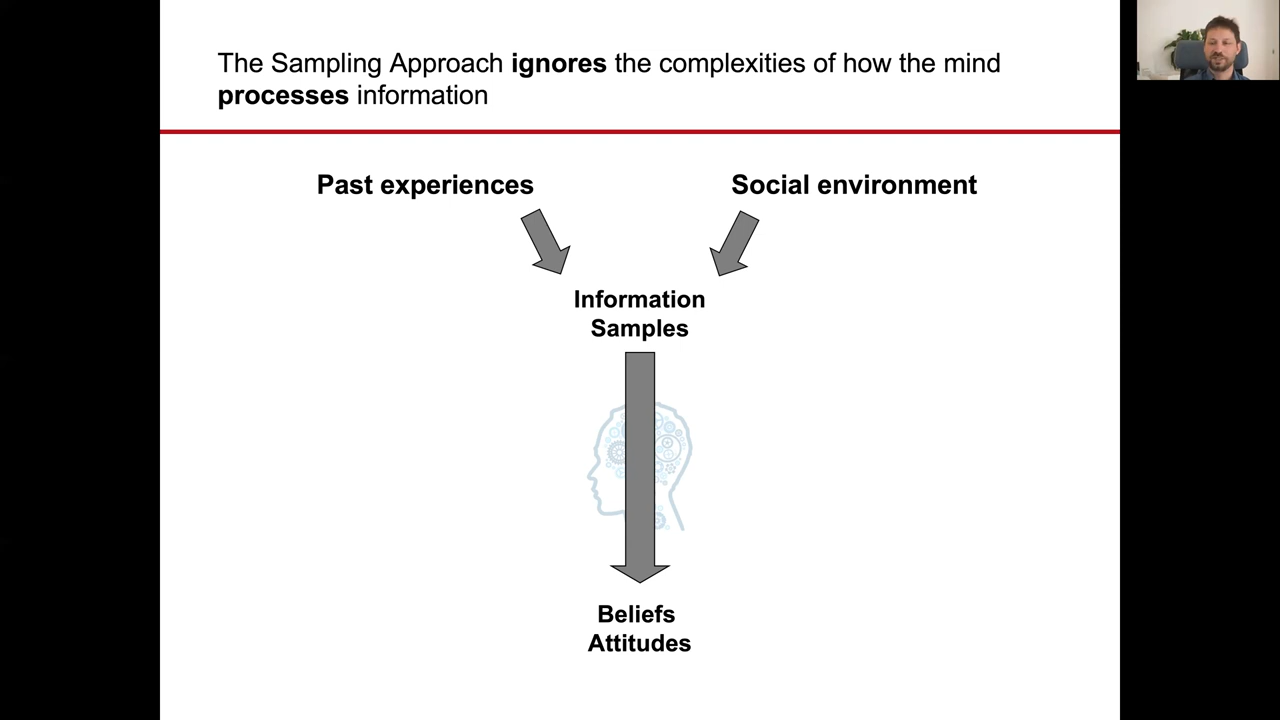 The Sampling Approach ignores the complexities of how the mind
processes information
Past experiences
Social environment
Information
Samples
Beliefs
Attitudes